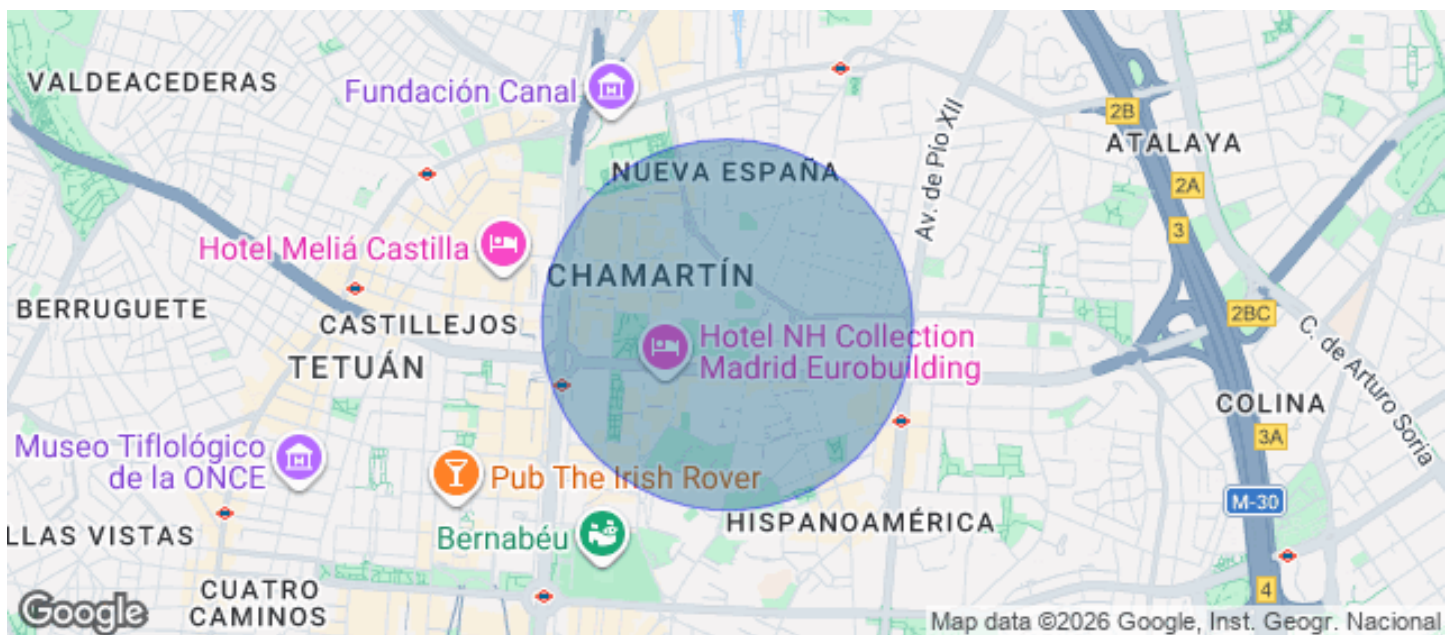 VALDEACEDERAS
Fundación Canal
NUEVA ESPAÑA
Av. de Pío XII
2B
ATALAYA
2A
3
Hotel Meliá Castilla
CHAMARTÍN
BERRUGUETE
CASTILLEJOS
TETUÁN
Hotel NH Collection
Madrid Eurobuilding
2BC
C. de Arturo Soria
COLINA
3A
Museo Tiflológico
de la ONCE
Pub The Irish Rover
M-30
LLAS VISTAS
Bernabéu
HISPANOAMÉRICA
4
CUATRO
CAMINOS
Google
Map data ©2026 Google, Inst. Geogr. Nacional